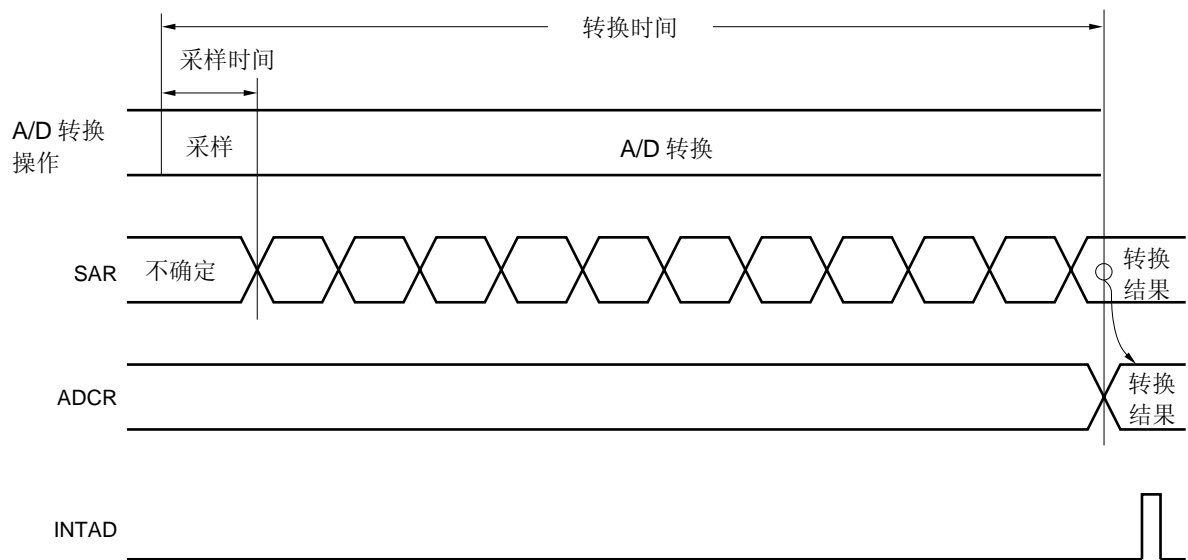 转换时间
采样时间
A/D 转换
操作
采样
A/D 转换
SAR
不确定
转换
结果
ADCR
转换
结果
INTAD